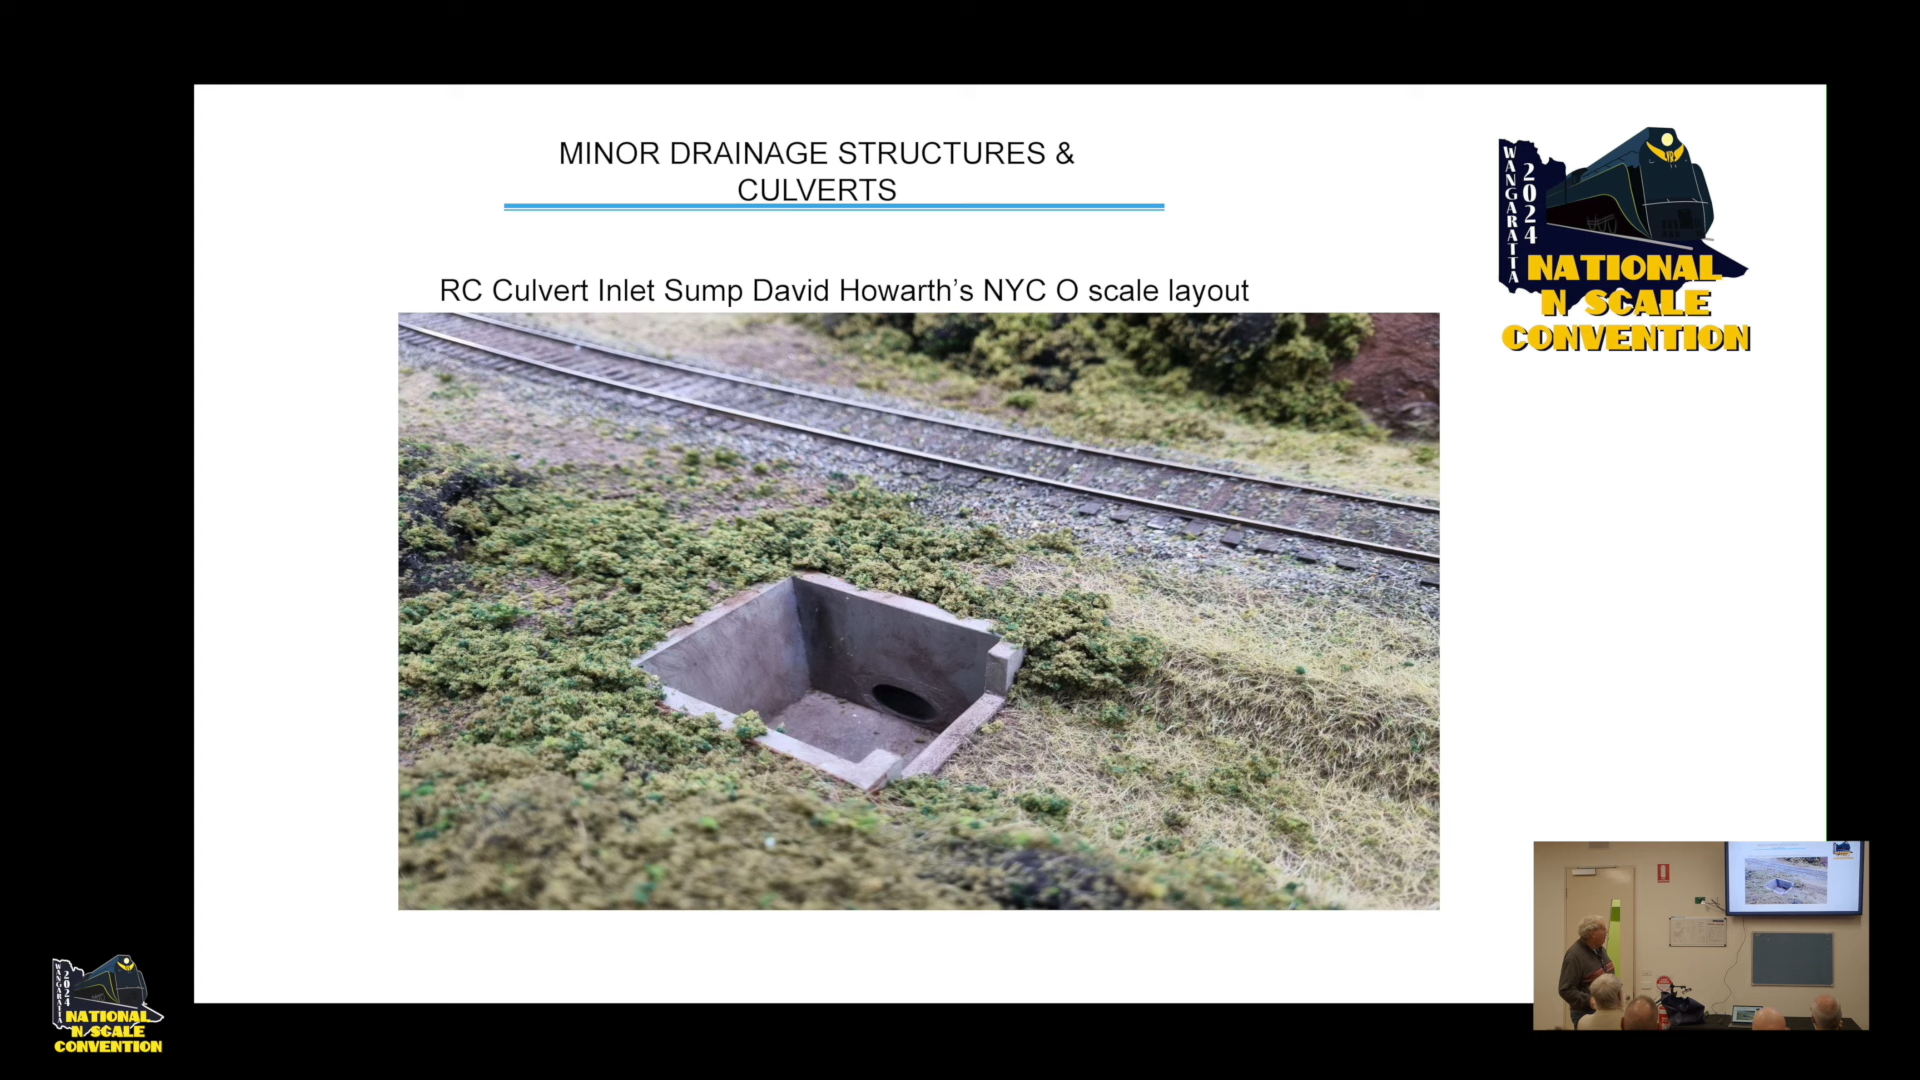 MINOR DRAINAGE STRUCTURES &
CULVERTS
RC Culvert Inlet Sump David Howarth’s NYC O scale layout
WANGARATTA
2024
NATIONAL
N SCALE
CONVENTION
WANGARATTA
2024
NATIONAL
N SCALE
CONVENTION